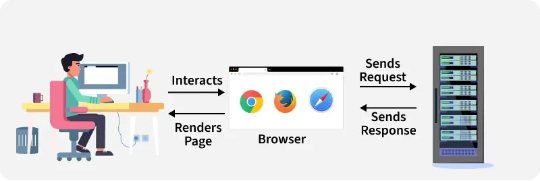 Interacts
Renders
Page
Browser
Sends
Request
Sends
Response